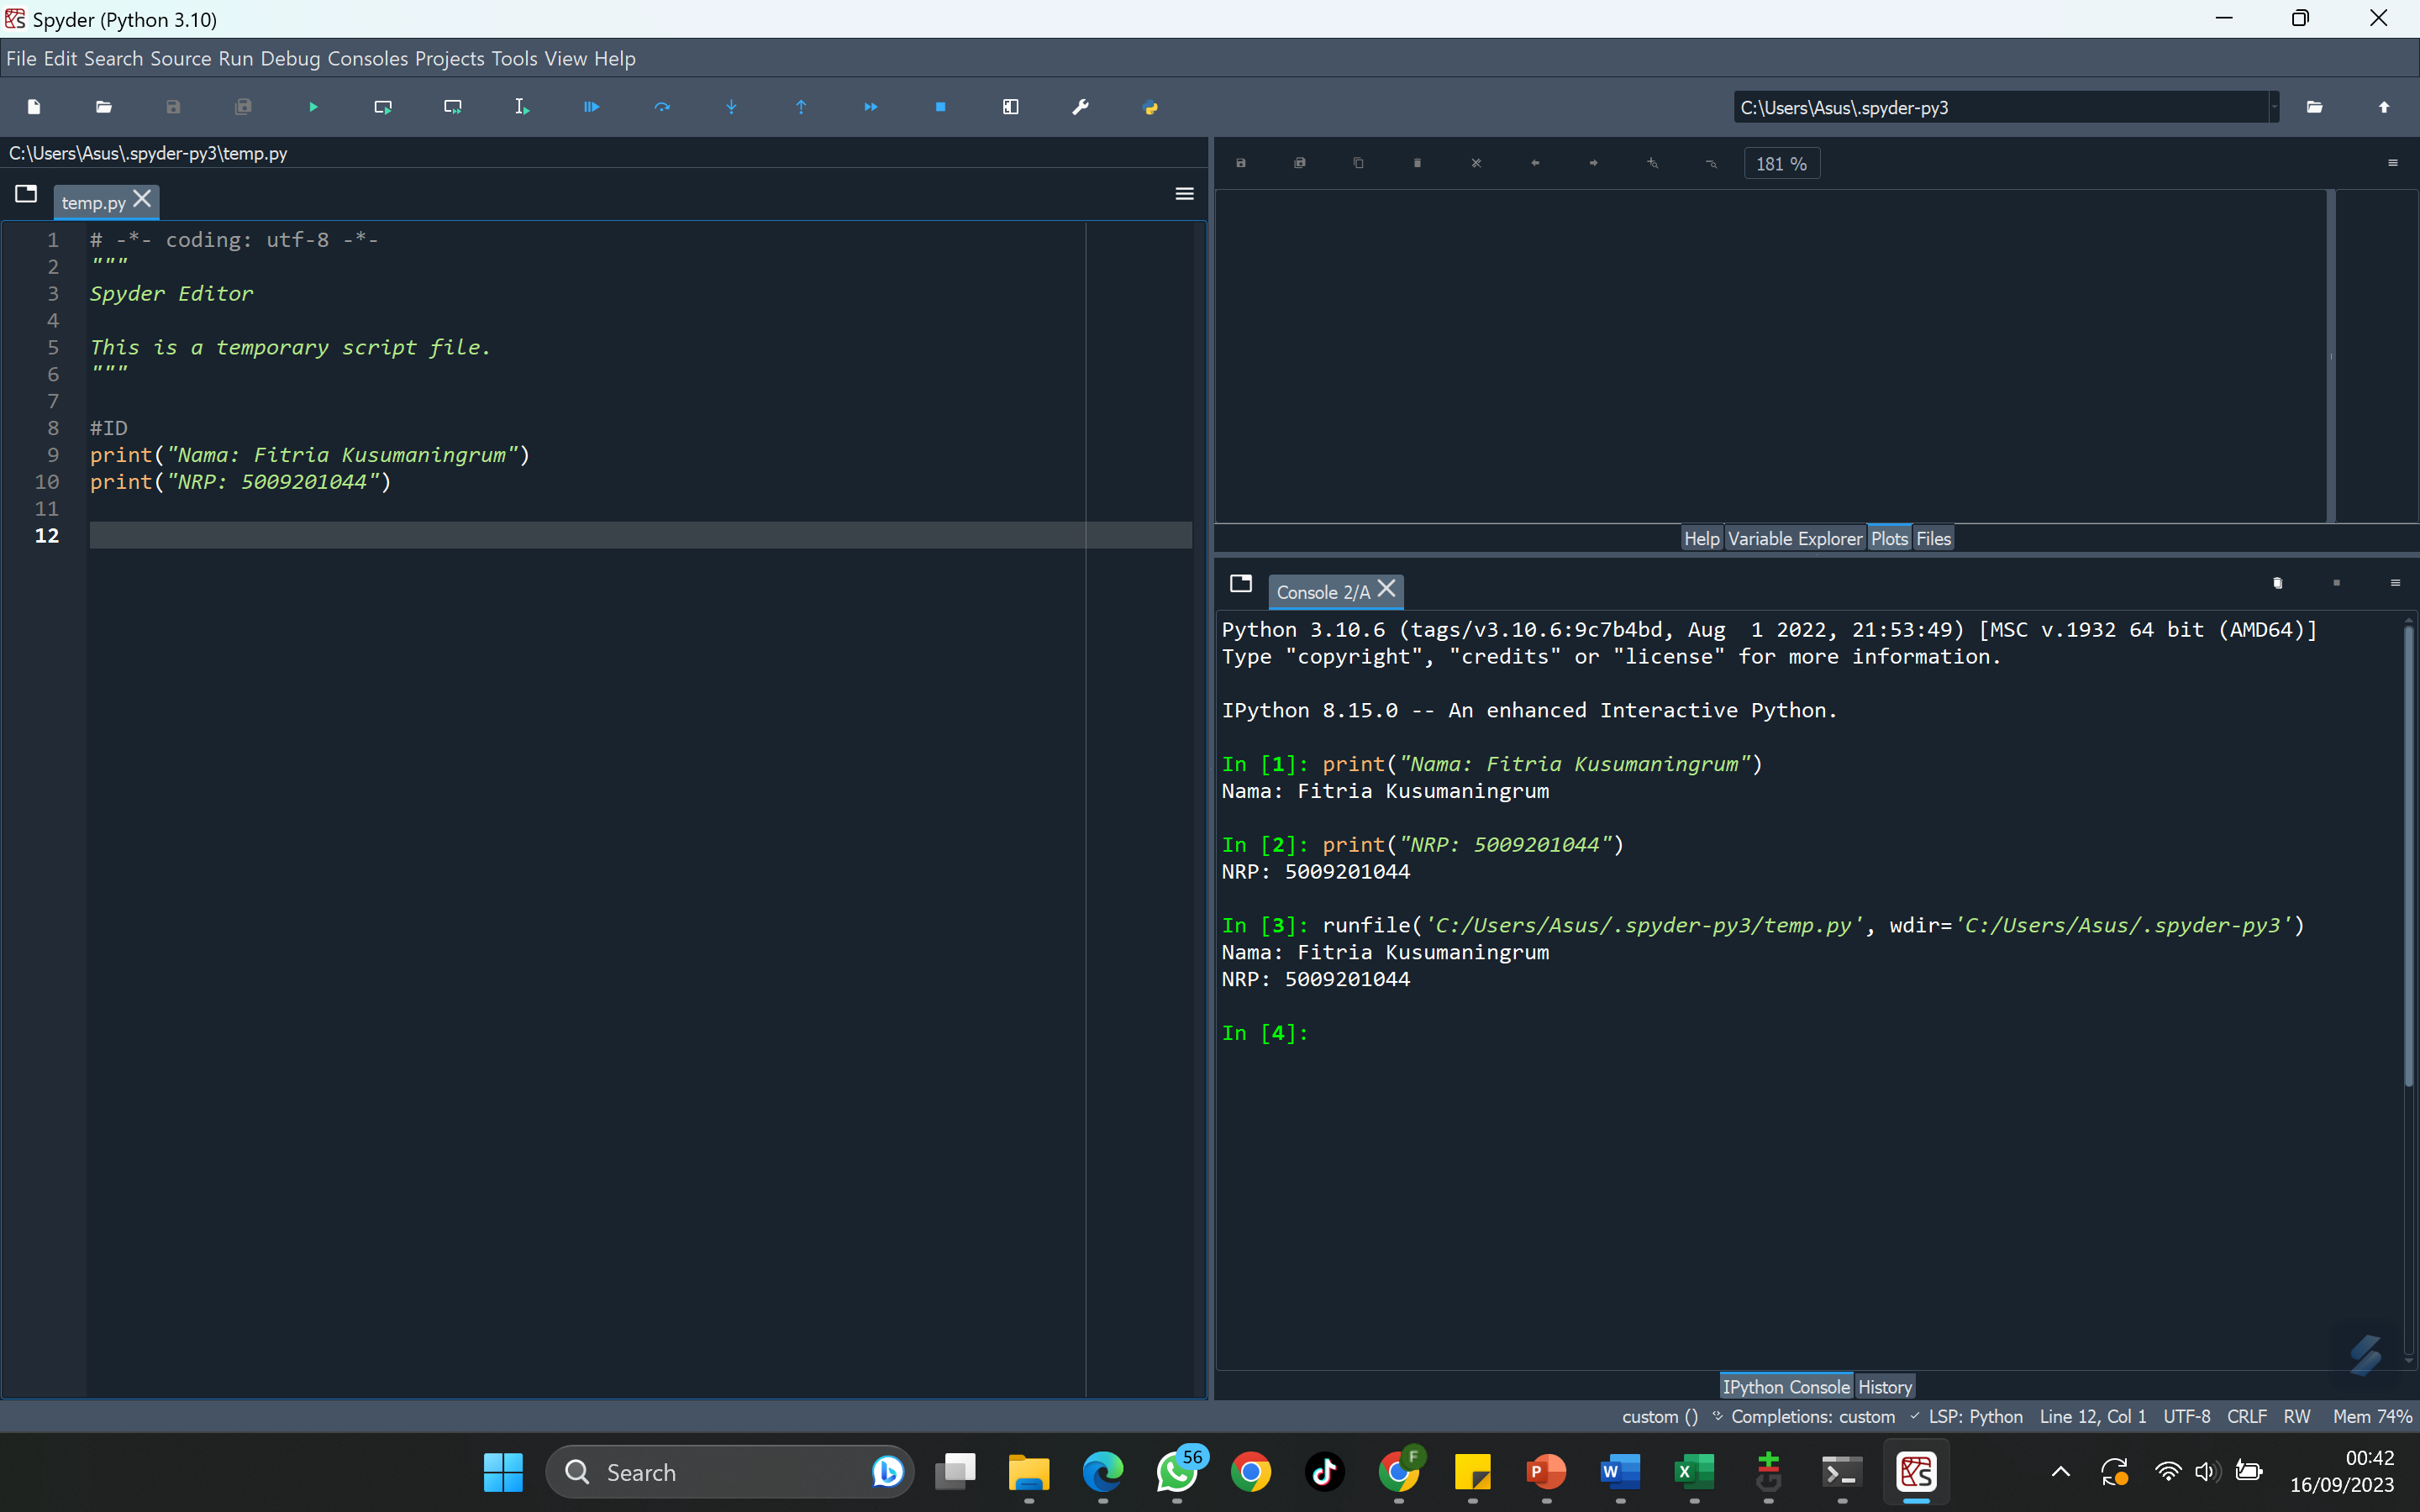 Spyder (Python 3.10)
File Edit Search Source Run Debug Consoles Projects Tools View Help
C:\Users\Asus\.spyder-py3
C:\Users\Asus\.spyder-py3\temp.py
temp.py
1 # -*- coding: utf-8 -*-
2 """
3 Spyder Editor
4
5 This is a temporary script file.
6 """
7
8 #ID
9 print("Nama: Fitria Kusumaningrum")
10 print("NRP: 5009201044")
11
12
181 %
Help Variable Explorer Plots Files
Console 2/A
Python 3.10.6 (tags/v3.10.6:9c7b4bd, Aug  1 2022, 21:53:49) [MSC v.1932 64 bit (AMD64)]
Type "copyright", "credits" or "license" for more information.
IPython 8.15.0 -- An enhanced Interactive Python.
In [1]: print("Nama: Fitria Kusumaningrum")
Nama: Fitria Kusumaningrum
In [2]: print("NRP: 5009201044")
NRP: 5009201044
In [3]: runfile('C:/Users/Asus/.spyder-py3/temp.py', wdir='C:/Users/Asus/.spyder-py3')
Nama: Fitria Kusumaningrum
NRP: 5009201044
In [4]:
IPython Console History
custom () Completions: custom LSP: Python Line 12, Col 1 UTF-8 CRLF RW Mem 74%
Search
56
F
00:42
16/09/2023